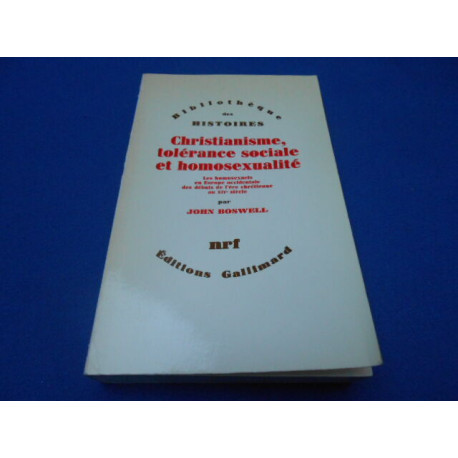 Bibliothèque
des
HISTOIRES
Christianisme,
tolérance sociale
et homosexualité
Les homosexuels
en Europe occidentale
des débuts de l'ère chrétienne
au XIVe siècle
par
JOHN BOSWELL
nrf
Éditions Gallimard